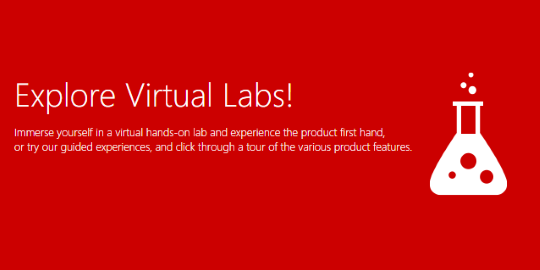 Explore Virtual Labs!
Immerse yourself in a virtual hands-on lab and experience the product first hand,
or try our guided experiences, and click through a tour of the various product features.